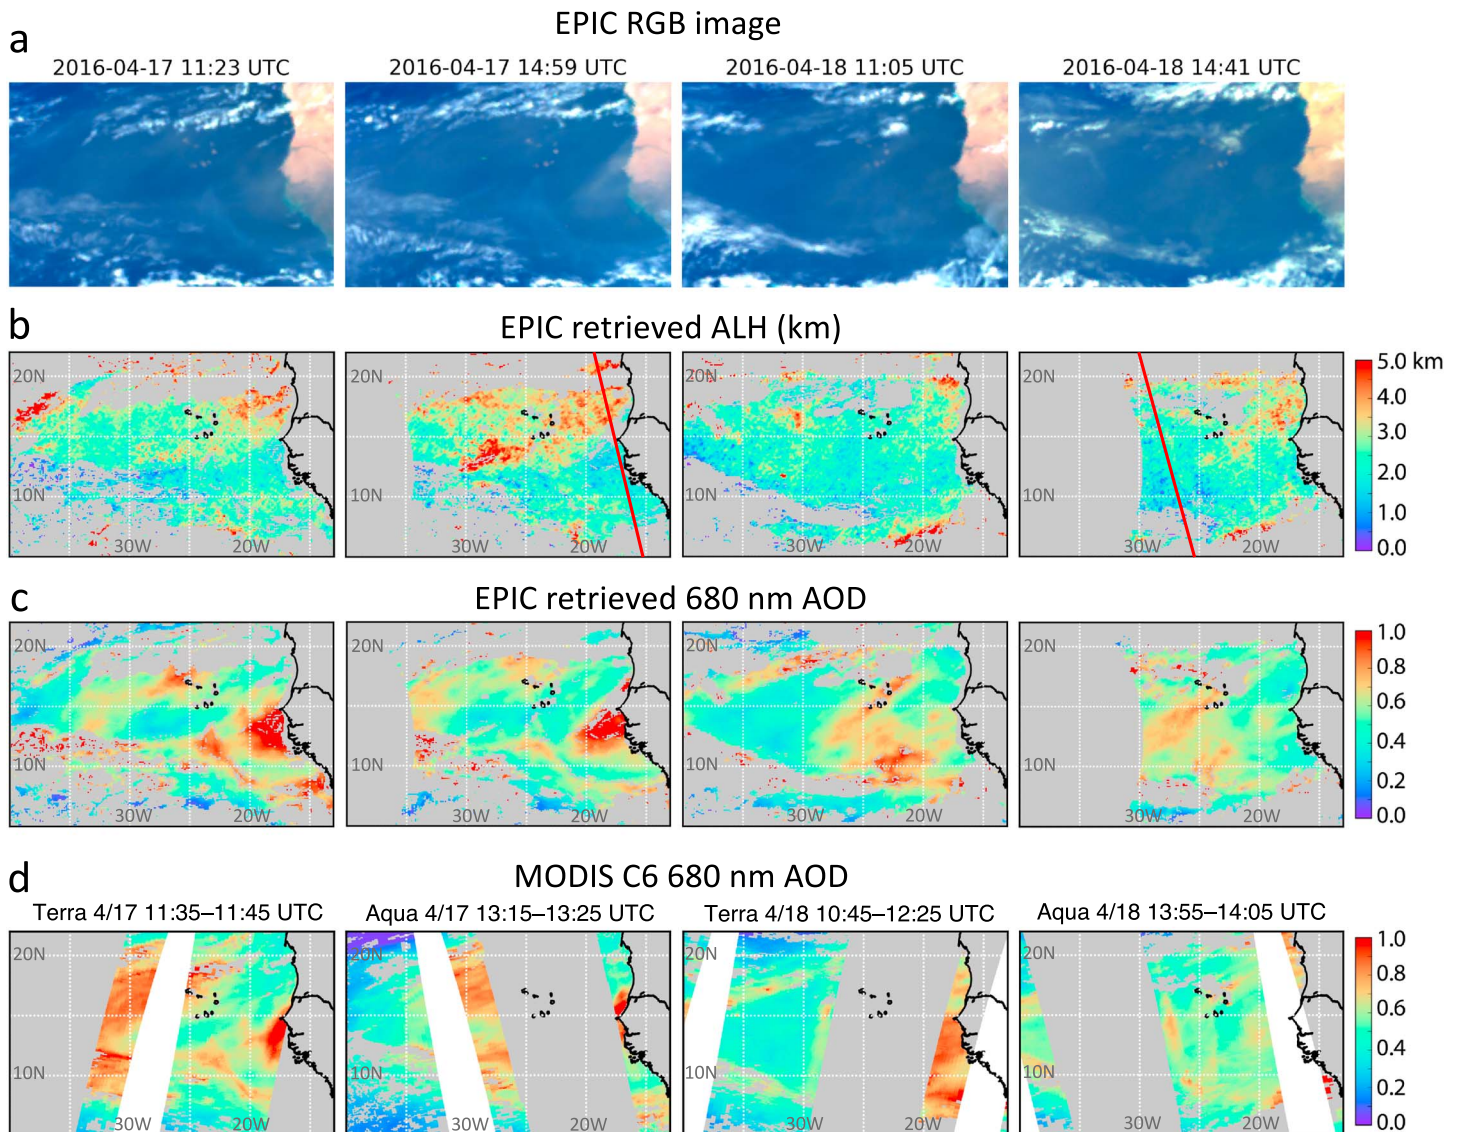 EPIC RGB image
a
2016-04-17 11:23 UTC 2016-04-17 14:59 UTC 2016-04-18 11:05 UTC 2016-04-18 14:41 UTC
b
EPIC retrieved ALH (km)
20N 20N 20N 20N
10N 10N 10N 10N
30W 20W 30W 20W 30W 20W 30W 20W
5.0 km
4.0
3.0
2.0
1.0
0.0
c
EPIC retrieved 680 nm AOD
20N 20N 20N 20N
10N 10N 10N 10N
30W 20W 30W 20W 30W 20W 30W 20W
1.0
0.8
0.6
0.4
0.2
0.0
d
MODIS C6 680 nm AOD
Terra 4/17 11:35–11:45 UTC Aqua 4/17 13:15–13:25 UTC Terra 4/18 10:45–12:25 UTC Aqua 4/18 13:55–14:05 UTC
20N 20N 20N 20N
10N 10N 10N 10N
30W 20W 30W 20W 30W 20W 30W 20W
1.0
0.8
0.6
0.4
0.2
0.0